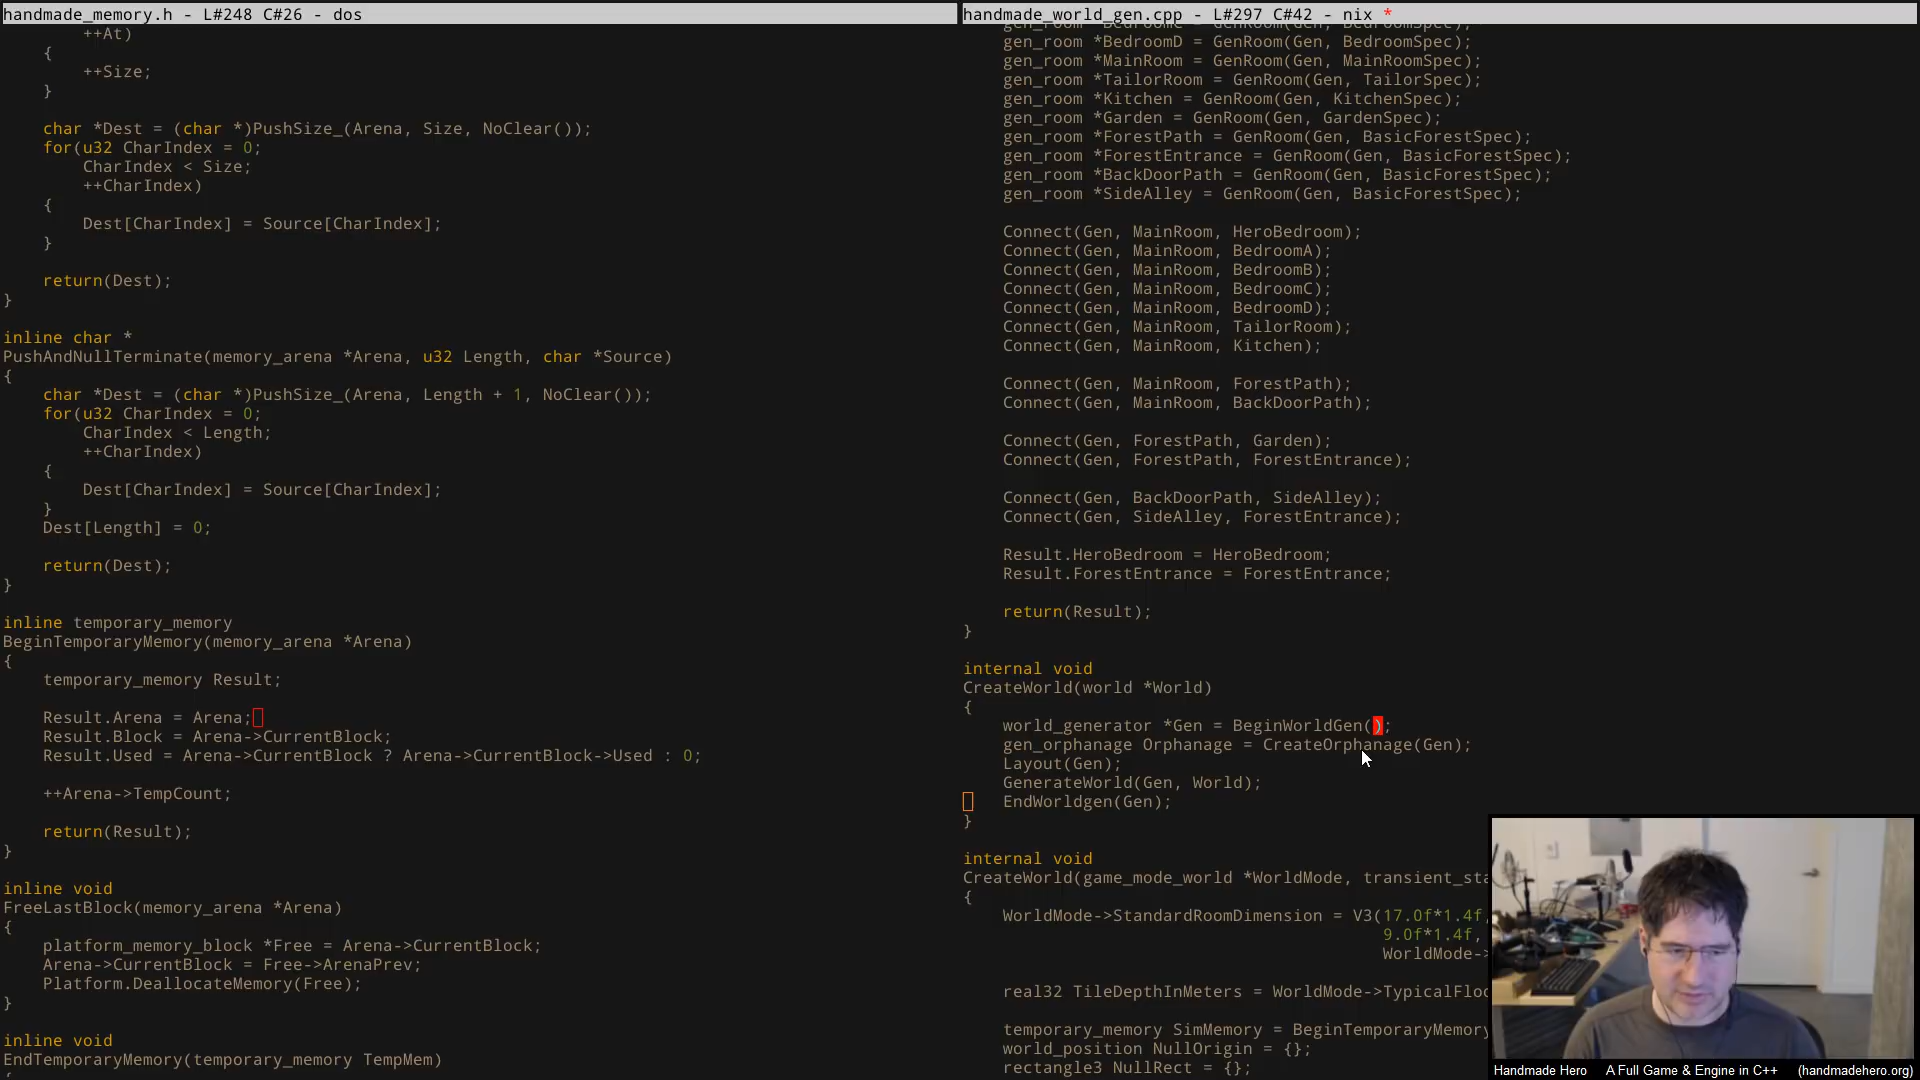 handmade_memory.h - L#248 C#26 - dos
++At)
{
++Size;
}
char *Dest = (char *)PushSize_(Arena, Size, NoClear());
for(u32 CharIndex = 0;
CharIndex < Size;
++CharIndex)
{
Dest[CharIndex] = Source[CharIndex];
}
return(Dest);
}
inline char *
PushAndNullTerminate(memory_arena *Arena, u32 Length, char *Source)
{
char *Dest = (char *)PushSize_(Arena, Length + 1, NoClear());
for(u32 CharIndex = 0;
CharIndex < Length;
++CharIndex)
{
Dest[CharIndex] = Source[CharIndex];
}
Dest[Length] = 0;
return(Dest);
}
inline temporary_memory
BeginTemporaryMemory(memory_arena *Arena)
{
temporary_memory Result;
Result.Arena = Arena;
Result.Block = Arena->CurrentBlock;
Result.Used = Arena->CurrentBlock ? Arena->CurrentBlock->Used : 0;
++Arena->TempCount;
return(Result);
}
inline void
FreeLastBlock(memory_arena *Arena)
{
platform_memory_block *Free = Arena->CurrentBlock;
Arena->CurrentBlock = Free->ArenaPrev;
Platform.DeallocateMemory(Free);
}
inline void
EndTemporaryMemory(temporary_memory TempMem)
handmade_world_gen.cpp - L#297 C#42 - nix *
gen_room *BedroomC = GenRoom(Gen, BedroomSpec);
gen_room *BedroomD = GenRoom(Gen, BedroomSpec);
gen_room *MainRoom = GenRoom(Gen, MainRoomSpec);
gen_room *TailorRoom = GenRoom(Gen, TailorSpec);
gen_room *Kitchen = GenRoom(Gen, KitchenSpec);
gen_room *Garden = GenRoom(Gen, GardenSpec);
gen_room *ForestPath = GenRoom(Gen, BasicForestSpec);
gen_room *ForestEntrance = GenRoom(Gen, BasicForestSpec);
gen_room *BackDoorPath = GenRoom(Gen, BasicForestSpec);
gen_room *SideAlley = GenRoom(Gen, BasicForestSpec);
Connect(Gen, MainRoom, HeroBedroom);
Connect(Gen, MainRoom, BedroomA);
Connect(Gen, MainRoom, BedroomB);
Connect(Gen, MainRoom, BedroomC);
Connect(Gen, MainRoom, BedroomD);
Connect(Gen, MainRoom, TailorRoom);
Connect(Gen, MainRoom, Kitchen);
Connect(Gen, MainRoom, ForestPath);
Connect(Gen, MainRoom, BackDoorPath);
Connect(Gen, ForestPath, Garden);
Connect(Gen, ForestPath, ForestEntrance);
Connect(Gen, BackDoorPath, SideAlley);
Connect(Gen, SideAlley, ForestEntrance);
Result.HeroBedroom = HeroBedroom;
Result.ForestEntrance = ForestEntrance;
return(Result);
}
internal void
CreateWorld(world *World)
{
world_generator *Gen = BeginWorldGen();
gen_orphanage Orphanage = CreateOrphanage(Gen);
Layout(Gen);
GenerateWorld(Gen, World);
EndWorldgen(Gen);
}
internal void
CreateWorld(game_mode_world *WorldMode, transient_sta
{
WorldMode->StandardRoomDimension = V3(17.0f*1.4f,
9.0f*1.4f,
WorldMode->
real32 TileDepthInMeters = WorldMode->TypicalFloo
temporary_memory SimMemory = BeginTemporaryMemory
world_position NullOrigin = {};
rectangle3 NullRect = {};
Handmade Hero A Full Game & Engine in C++ (handmadehero.org)